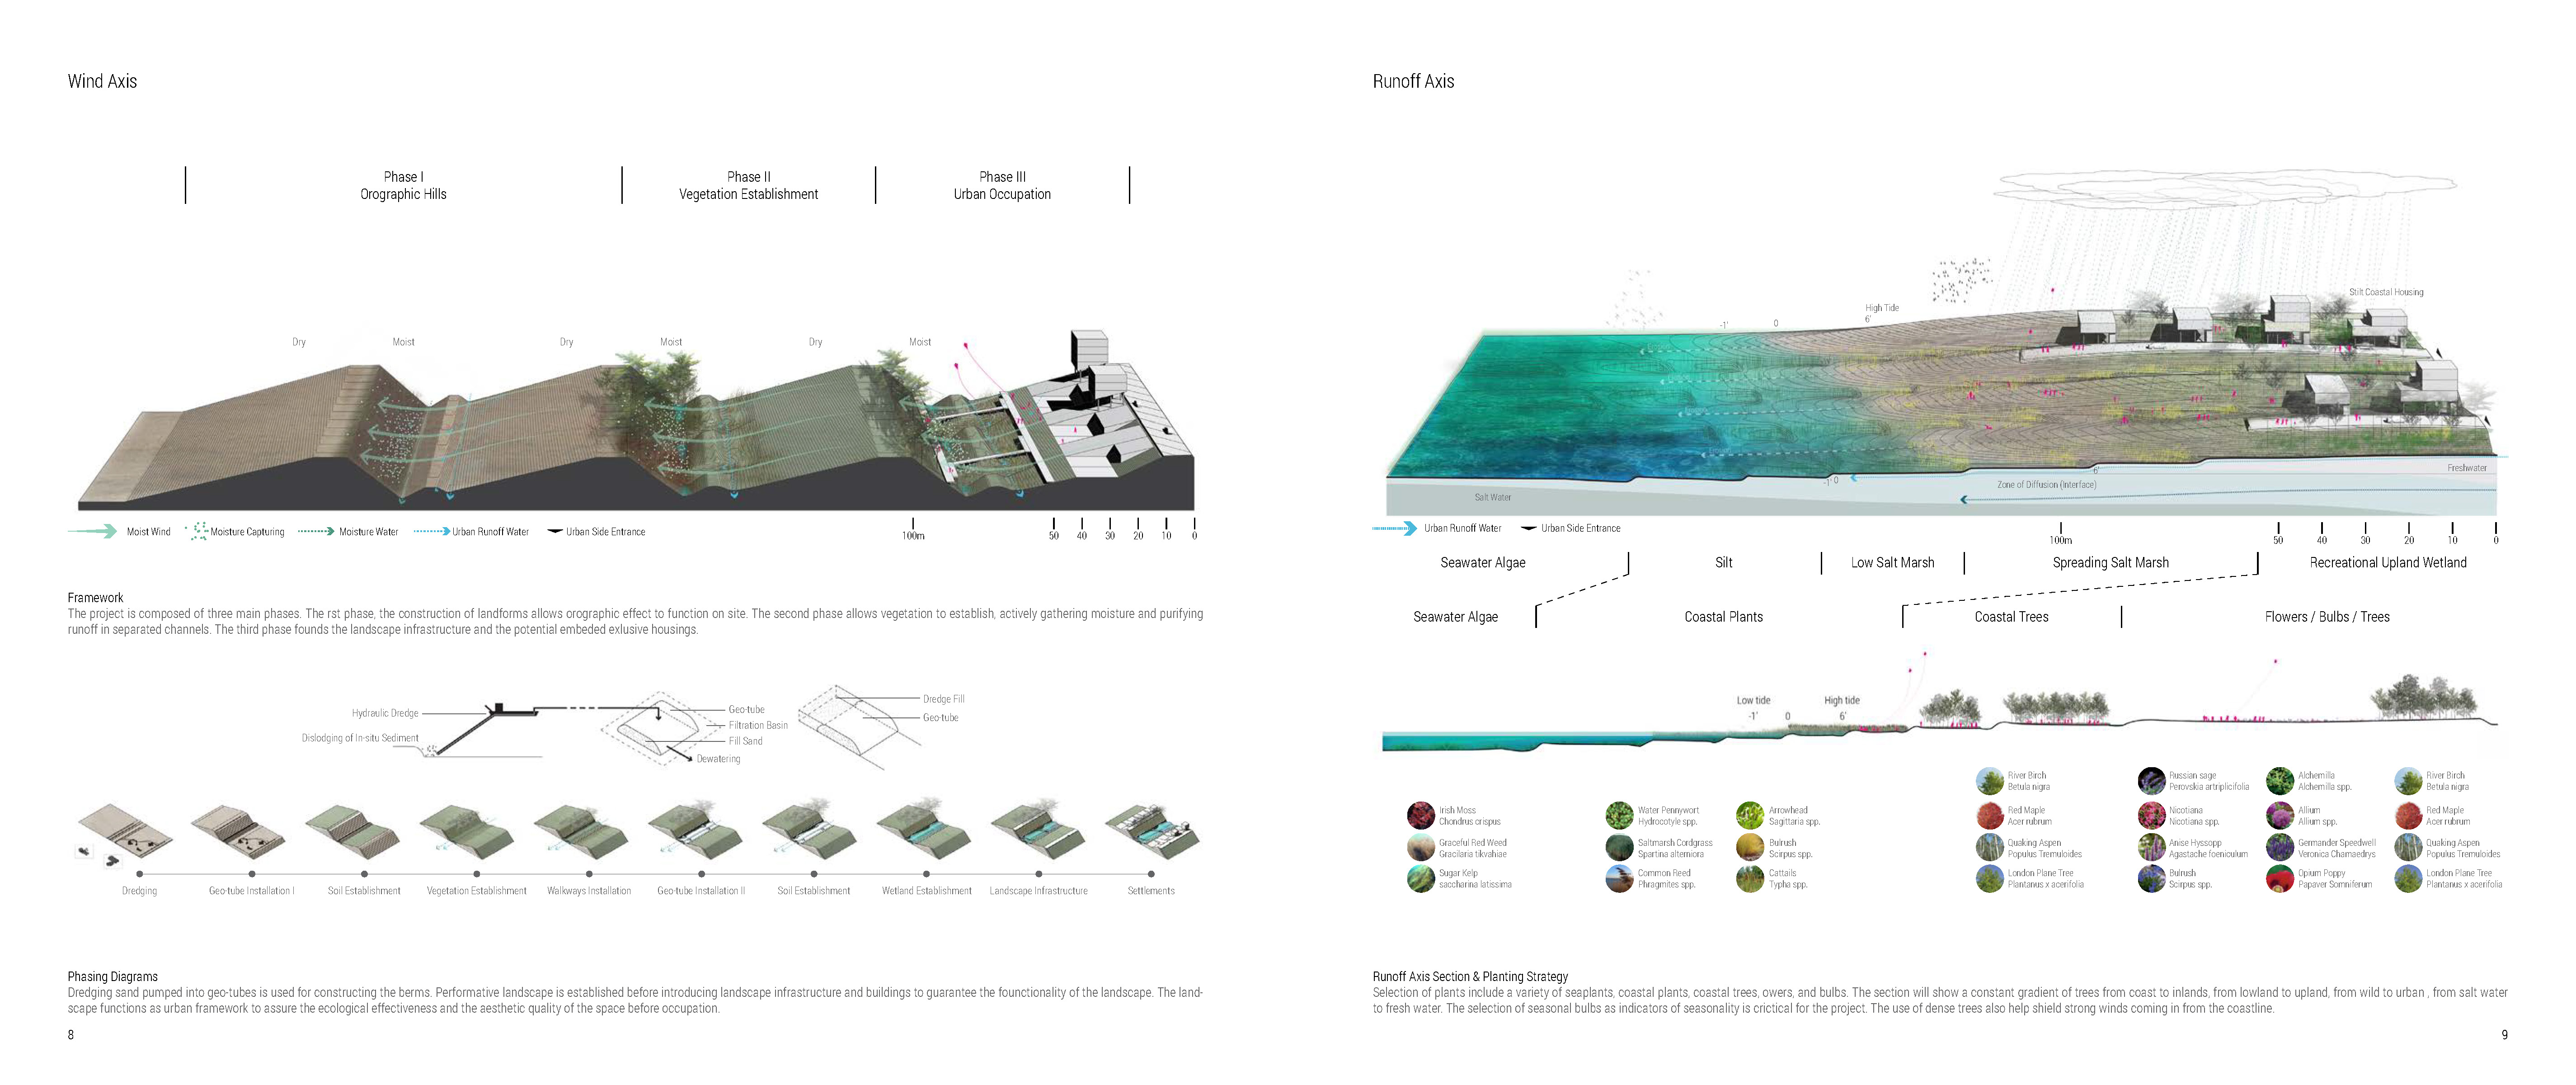 Wind Axis
Phase I
Orographic Hills
Phase II
Vegetation Establishment
Phase III
Urban Occupation
Dry
Moist
Dry
Moist
Dry
Moist
Moist Wind
Moisture Capturing
Moisture Water
Urban Runoff Water
Urban Side Entrance
100m
50
40
30
20
10
0
Framework
The project is composed of three main phases. The rst phase, the construction of landforms allows orographic effect to function on site. The second phase allows vegetation to establish, actively gathering moisture and purifying
runoff in separated channels. The third phase founds the landscape infrastructure and the potential embeded exlusive housings.
Hydraulic Dredge
Dislodging of In-situ Sediment
Geo-tube
Filtration Basin
Fill Sand
Dewatering
Dredge Fill
Geo-tube
Dredging
Geo-tube Installation I
Soil Establishment
Vegetation Establishment
Walkways Installation
Geo-tube Installation II
Soil Establishment
Wetland Establishment
Landscape Infrastructure
Settlements
Phasing Diagrams
Dredging sand pumped into geo-tubes is used for constructing the berms. Performative landscape is established before introducing landscape infrastructure and buildings to guarantee the founctionality of the landscape. The land-
scape functions as urban framework to assure the ecological effectiveness and the aesthetic quality of the space before occupation.
8
Runoff Axis
Stilt Coastal Housing
High Tide
6'
0
-1'
Freshwater
6'
Zone of Diffusion (Interface)
-1'
0
Salt Water
Urban Runoff Water
Urban Side Entrance
100m
50
40
30
20
10
0
Seawater Algae
Silt
Low Salt Marsh
Spreading Salt Marsh
Recreational Upland Wetland
Seawater Algae
Coastal Plants
Coastal Trees
Flowers / Bulbs / Trees
Low tide
-1'
0
High tide
6'
Irish Moss
Chondrus crispus
Graceful Red Weed
Gracilaria tikvahiae
Sugar Kelp
saccharina latissima
Water Pennywort
Hydrocotyle spp.
Saltmarsh Cordgrass
Spartina alterniora
Common Reed
Phragmites spp.
Arrowhead
Sagittaria spp.
Bulrush
Scirpus spp.
Cattails
Typha spp.
River Birch
Betula nigra
Red Maple
Acer rubrum
Quaking Aspen
Populus Tremuloides
London Plane Tree
Plantanus x acerifolia
Russian sage
Perovskia artriplicifolia
Nicotiana
Nicotiana spp.
Anise Hyssopp
Agastache foeniculum
Bulrush
Scirpus spp.
Alchemilla
Alchemilla spp.
Allium
Allium spp.
Germander Speedwell
Veronica Chamaedrys
Opium Poppy
Papaver Somniferum
River Birch
Betula nigra
Red Maple
Acer rubrum
Quaking Aspen
Populus Tremuloides
London Plane Tree
Plantanus x acerifolia
Runoff Axis Section & Planting Strategy
Selection of plants include a variety of seaplants, coastal plants, coastal trees, owers, and bulbs. The section will show a constant gradient of trees from coast to inlands, from lowland to upland, from wild to urban , from salt water
to fresh water. The selection of seasonal bulbs as indicators of seasonality is crictical for the project. The use of dense trees also help shield strong winds coming in from the coastline.
9